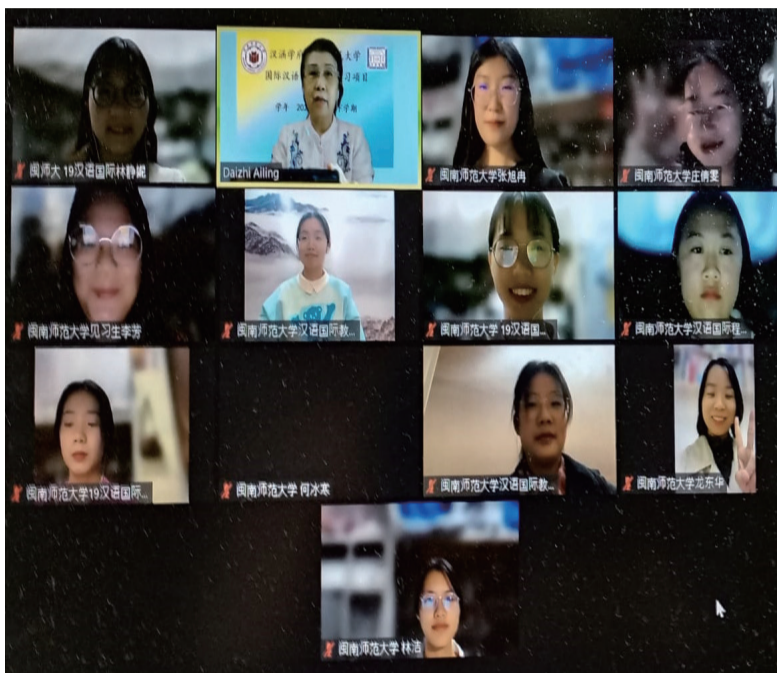 闽师大 19汉语国际林静妮
汉语学府
大学
国际汉语
习项目
学年 202
学期
Daizhi Ailing
闽南师范大学张旭冉
闽南师范大学庄倩雯
闽南师范大学见习生李芳
闽南师范大学汉语国际教...
闽南师范大学 19汉语国...
闽南师范大学汉语国际程...
闽南师范大学19汉语国际...
闽南师范大学 何冰寒
闽南师范大学汉语国际教...
闽南师范大学龙东华
闽南师范大学 林洁